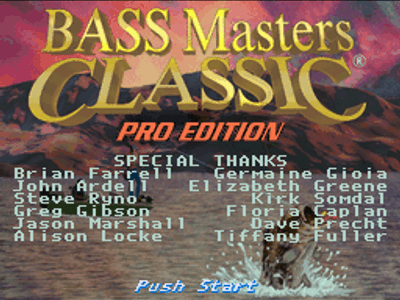 BASS Masters
CLASSIC®
PRO EDITION
SPECIAL THANKS
Brian Farrell Germaine Gioia
John Ardell Elizabeth Greene
Steve Ryno Kirk Somdal
Greg Gibson Floria Caplan
Jason Marshall Dave Precht
Alison Locke Tiffany Fuller
Push Start